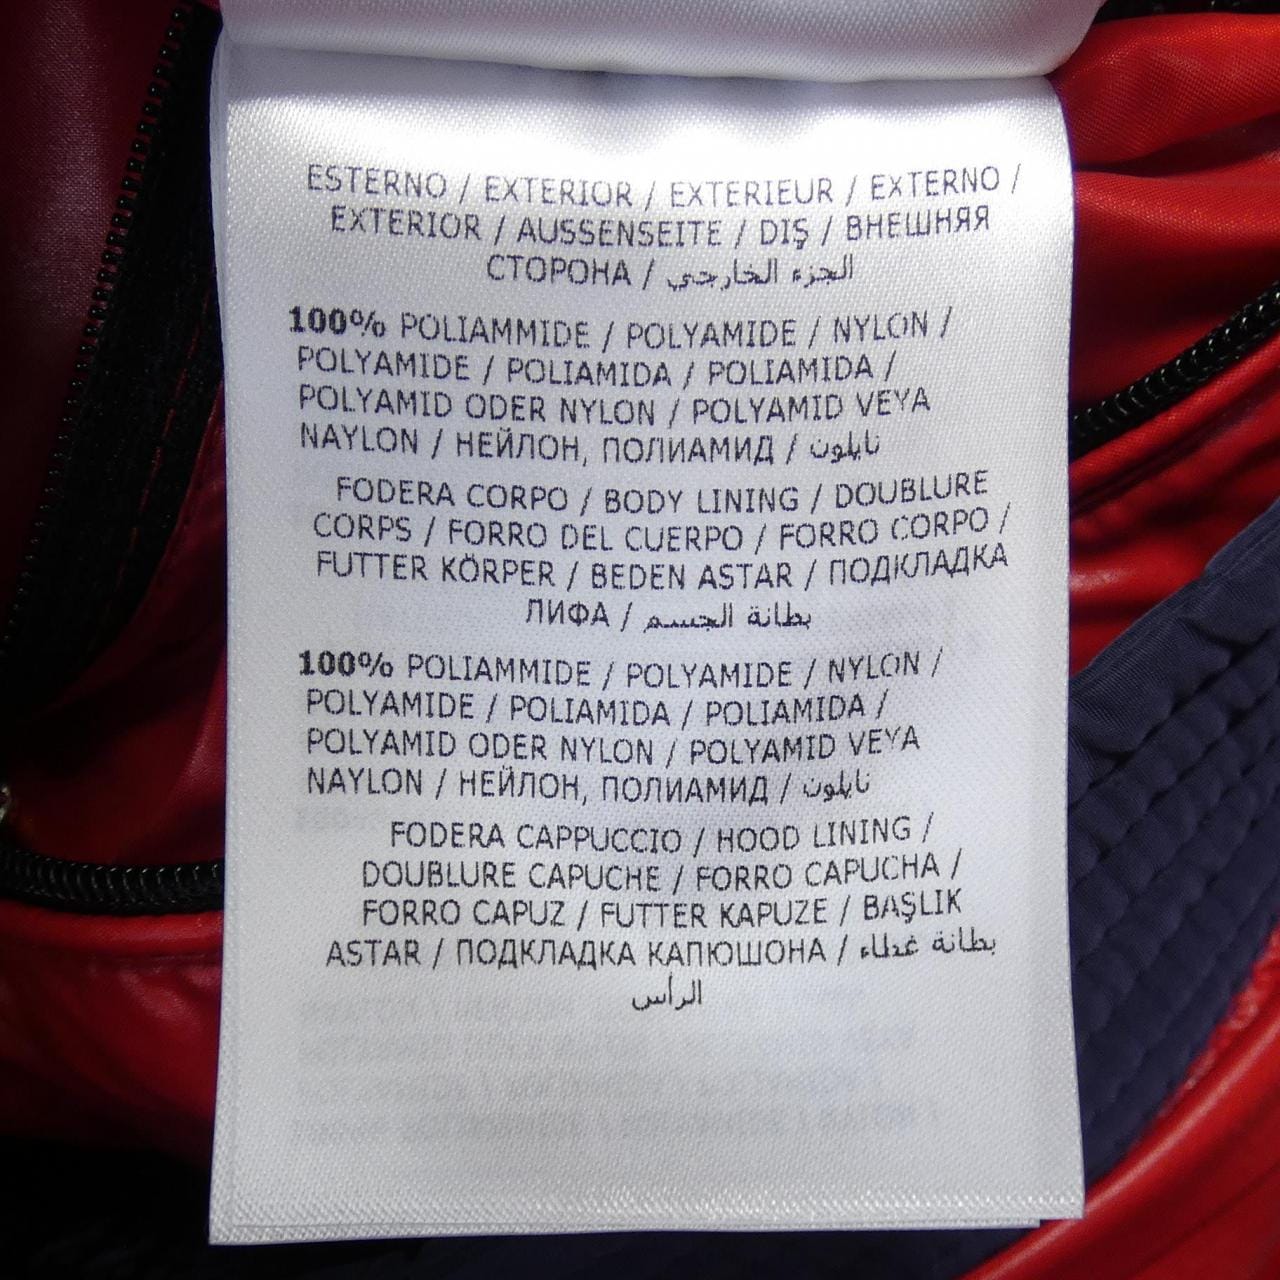 ESTERNO / EXTERIOR / EXTERIEUR / EXTERNO /
EXTERIOR / AUSSENSEITE / DIŞ / ВНЕШНЯЯ
СТОРОНА / الجزء الخارجي
100% POLIAMMIDE / POLYAMIDE / NYLON /
POLYAMIDE / POLIAMIDA / POLIAMIDA /
POLYAMID ODER NYLON / POLYAMID VEYA
NAYLON / НЕЙЛОН, ПОЛИАМИД / نايلون
FODERA CORPO / BODY LINING / DOUBLURE
CORPS / FORRO DEL CUERPO / FORRO CORPO /
FUTTER KÖRPER / BEDEN ASTAR / ПОДКЛАДКА
ЛИФА / بطانة الجسم
100% POLIAMMIDE / POLYAMIDE / NYLON /
POLYAMIDE / POLIAMIDA / POLIAMIDA /
POLYAMID ODER NYLON / POLYAMID VEYA
NAYLON / НЕЙЛОН, ПОЛИАМИД / نايلون
FODERA CAPPUCCIO / HOOD LINING /
DOUBLURE CAPUCHE / FORRO CAPUCHA /
FORRO CAPUZ / FUTTER KAPUZE / BAŞLIK
ASTAR / ПОДКЛАДКА КАПЮШОНА / بطانة غطاء
الرأس